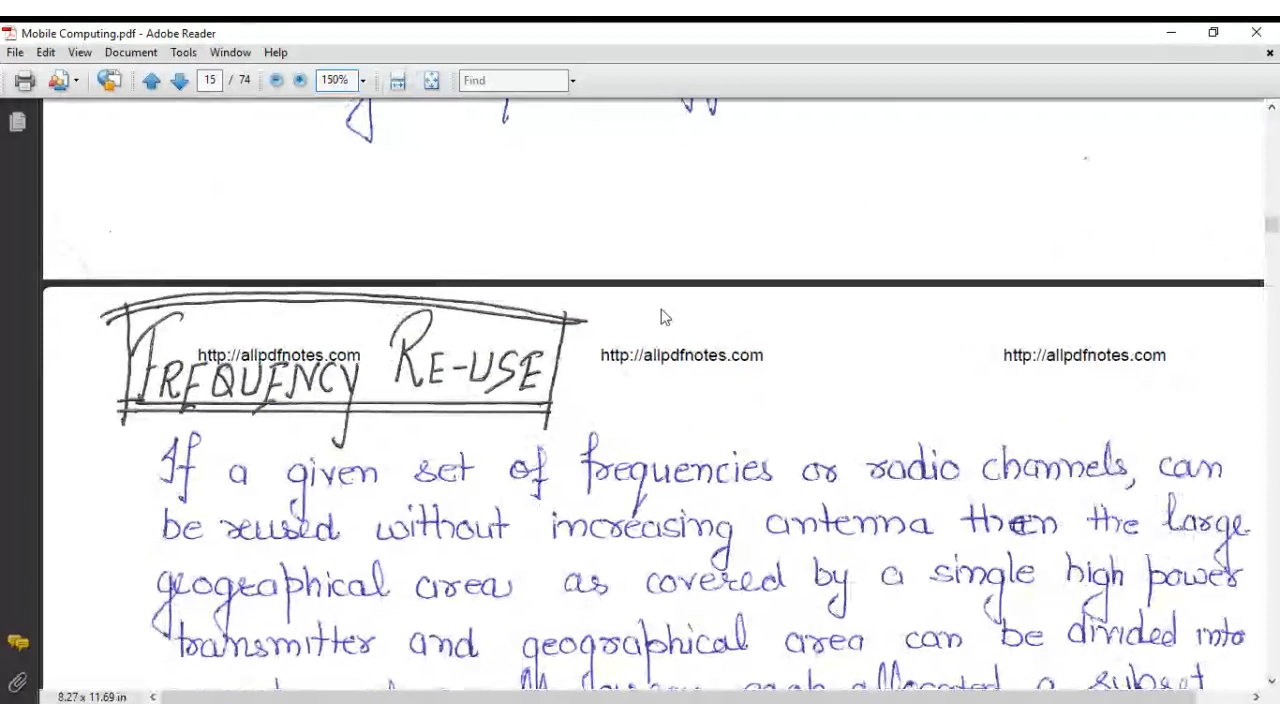 Mobile Computing.pdf - Adobe Reader
File Edit View Document Tools Window Help
15 / 74 150% Find
http://allpdfnotes.com http://allpdfnotes.com http://allpdfnotes.com
FREQUENCY RE-USE
If a given set of frequencies or radio channels, can
be reused without increasing antenna then the large
geographical area as covered by a single high power
transmitter and geographical area can be divided into
each allocated a subset
8.27 x 11.69 in